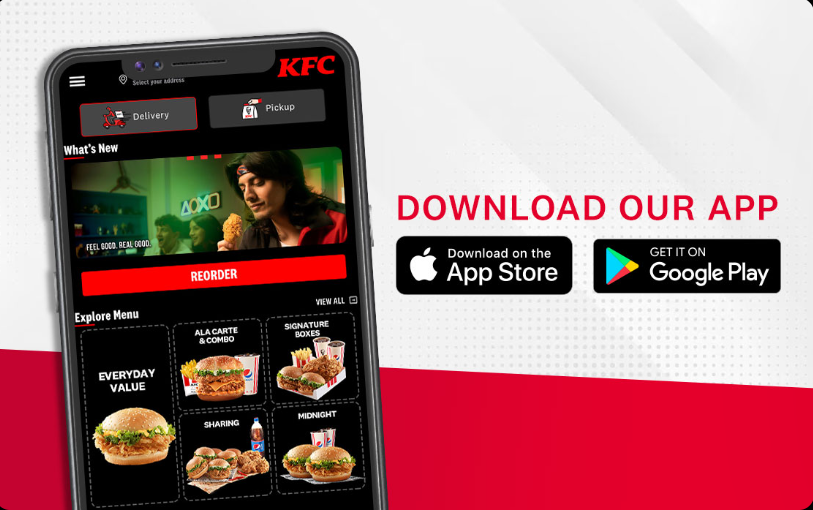 KFC
Select your address
Delivery
Pickup
What's New
FEEL GOOD. REAL GOOD.
REORDER
Explore Menu
VIEW ALL
EVERYDAY
VALUE
ALA CARTE
& COMBO
SIGNATURE
BOXES
SHARING
MIDNIGHT
DOWNLOAD OUR APP
Download on the
App Store
GET IT ON
Google Play